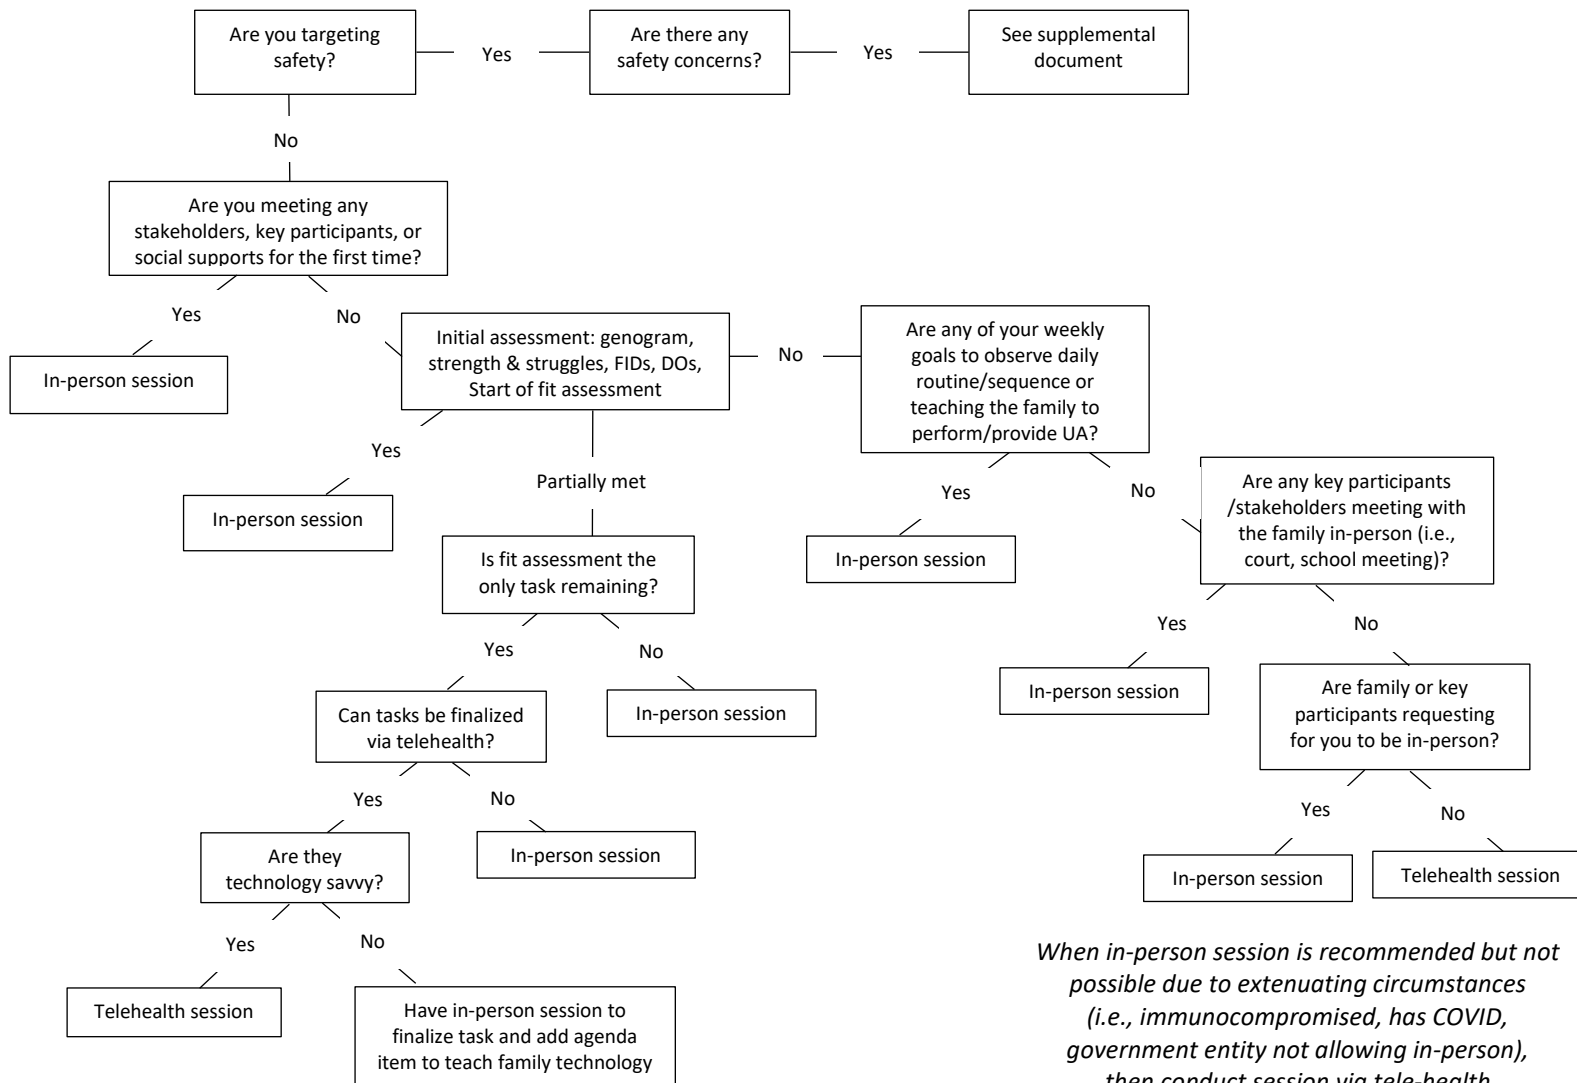 Are you targeting
safety?
Yes
Are there any
safety concerns?
Yes
See supplemental
document
No
Are you meeting any
stakeholders, key participants, or
social supports for the first time?
Yes
No
In-person session
Initial assessment: genogram,
strength & struggles, FIDs, DOs,
Start of fit assessment
No
Are any of your weekly
goals to observe daily
routine/sequence or
teaching the family to
perform/provide UA?
Yes
In-person session
Partially met
Is fit assessment the
only task remaining?
Yes
No
In-person session
Can tasks be finalized
via telehealth?
Yes
No
In-person session
Are they
technology savvy?
Yes
No
Telehealth session
Have in-person session to
finalize task and add agenda
item to teach family technology
Yes
No
In-person session
Are any key participants
/stakeholders meeting with
the family in-person (i.e.,
court, school meeting)?
Yes
No
In-person session
Are family or key
participants requesting
for you to be in-person?
Yes
No
In-person session
Telehealth session
When in-person session is recommended but not
possible due to extenuating circumstances
(i.e., immunocompromised, has COVID,
government entity not allowing in-person),
then conduct session via tele-health